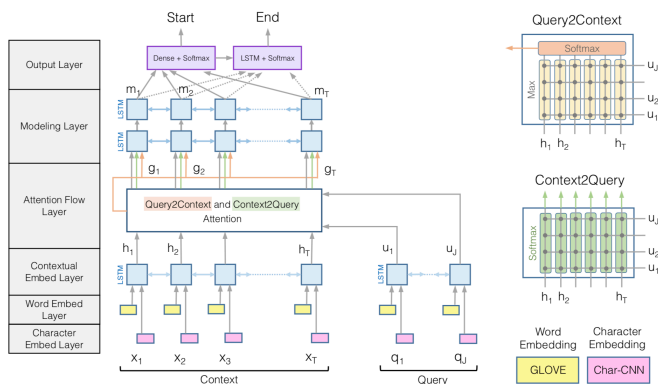 Start End
Query2Context
Output Layer
Dense + Softmax
LSTM + Softmax
Softmax
Max
uJ
u2
u1
h1 h2 hT
m1 m2 mT
Modeling Layer
LSTM
LSTM
g1 g2 gT
Attention Flow
Layer
Query2Context and Context2Query
Attention
Context2Query
Softmax
uJ
u2
u1
h1 h2 hT
h1 h2 hT
u1 uJ
Contextual Embed
Layer
LSTM
LSTM
Word Embed
Layer
Character
Embed Layer
x1 x2 x3 xT
q1 qJ
Context
Query
Word
Embedding
Character
Embedding
GLOVE
Char-CNN